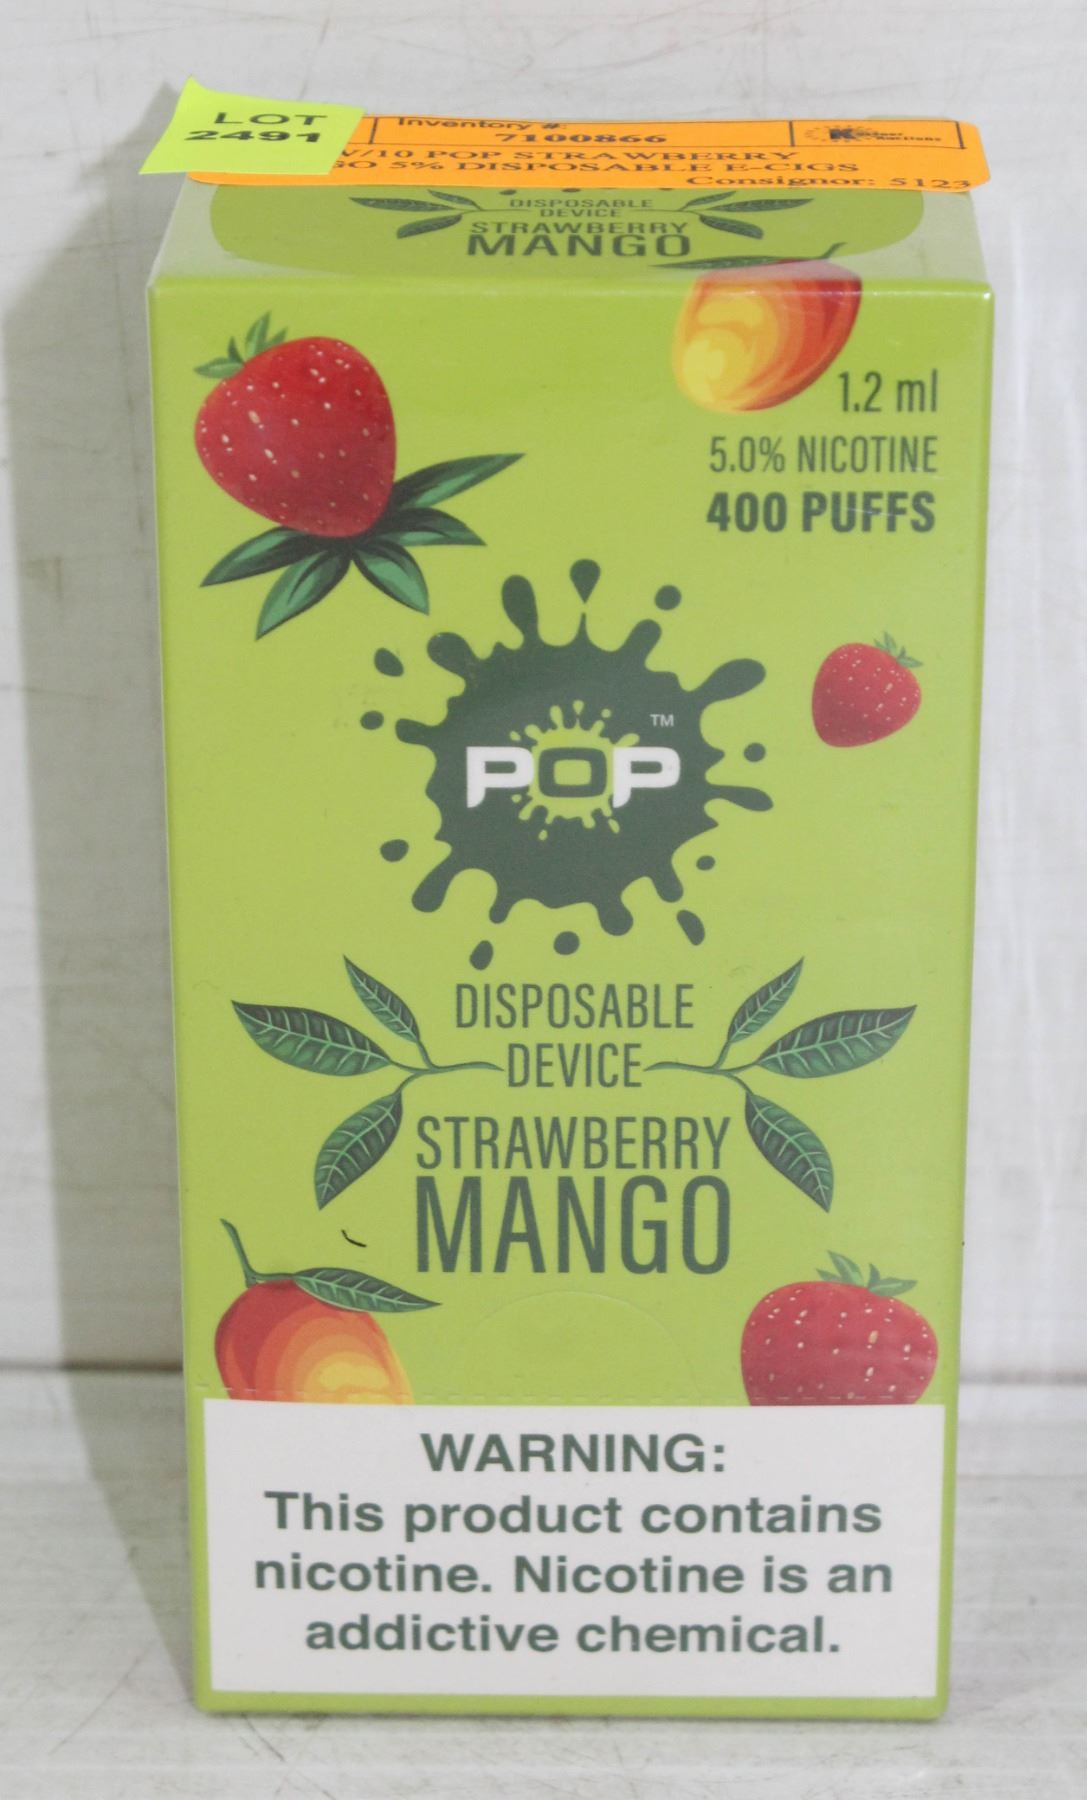 LOT
2491
Inventory #:
7100866
W/10 POP STRAWBERRY
GO 5% DISPOSABLE E-CIGS
Consignor: 5123
DISPOSABLE
DEVICE
STRAWBERRY
MANGO
1.2 ml
5.0% NICOTINE
400 PUFFS
POP™
DISPOSABLE
DEVICE
STRAWBERRY
MANGO
WARNING:
This product contains
nicotine. Nicotine is an
addictive chemical.